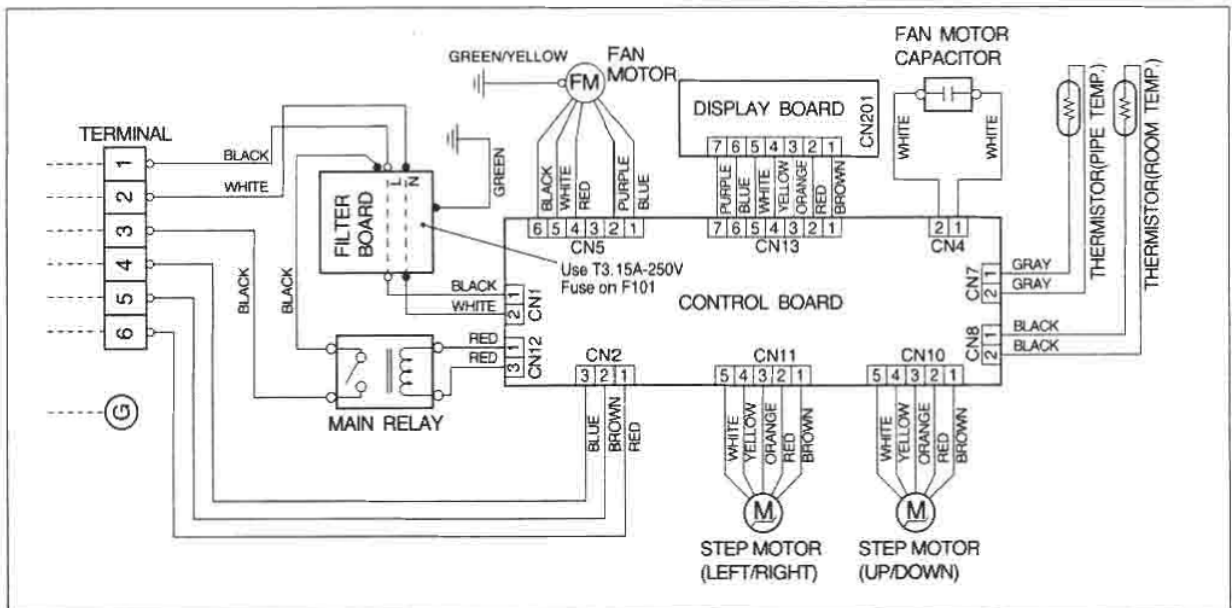 GREEN/YELLOW
FM
FAN
MOTOR
FAN MOTOR
CAPACITOR
DISPLAY BOARD
CN201
7 6 5 4 3 2 1
PURPLE
BLUE
WHITE
YELLOW
ORANGE
RED
BROWN
7 6 5 4 3 2 1
CN13
WHITE
WHITE
2 1
CN4
THERMISTOR(PIPE TEMP.)
THERMISTOR(ROOM TEMP.)
TERMINAL
1
2
3
4
5
6
G
BLACK
WHITE
L
N
FILTER
BOARD
GREEN
BLACK
WHITE
RED
PURPLE
BLUE
6 5 4 3 2 1
CN5
Use T3.15A-250V
Fuse on F101
BLACK
BLACK
BLACK
WHITE
1
2
CN1
RED
RED
1
3
CN12
MAIN RELAY
CONTROL BOARD
CN7
1
2
GRAY
GRAY
CN8
1
2
BLACK
BLACK
CN2
3 2 1
BLUE
BROWN
RED
CN11
5 4 3 2 1
WHITE
YELLOW
ORANGE
RED
BROWN
M
STEP MOTOR
(LEFT/RIGHT)
CN10
5 4 3 2 1
WHITE
YELLOW
ORANGE
RED
BROWN
M
STEP MOTOR
(UP/DOWN)